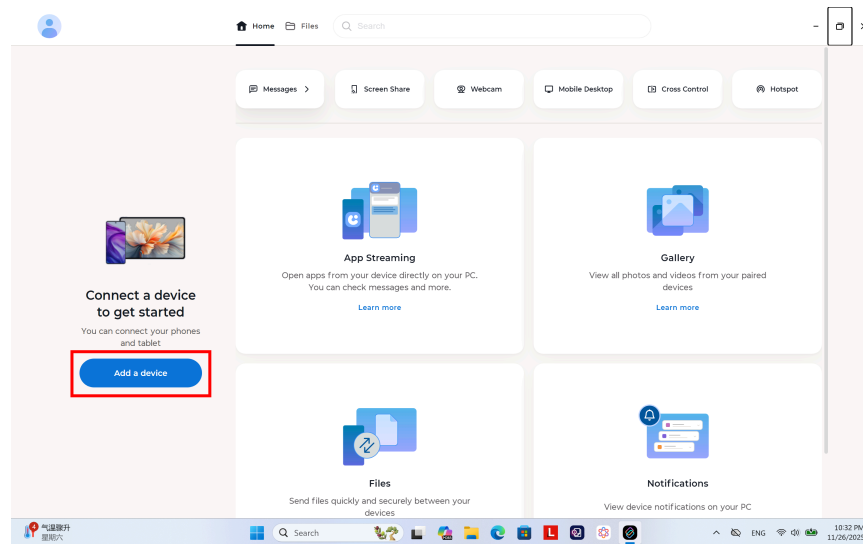 Home
Files
Search
Messages
Screen Share
Webcam
Mobile Desktop
Cross Control
Hotspot
Connect a device
to get started
You can connect your phones
and tablet
Add a device
App Streaming
Open apps from your device directly on your PC.
You can check messages and more.
Learn more
Gallery
View all photos and videos from your paired
devices
Learn more
Files
Send files quickly and securely between your
devices
Notifications
View device notifications on your PC
4
气温骤升
星期六
Search
L
ENG
10:32 PM